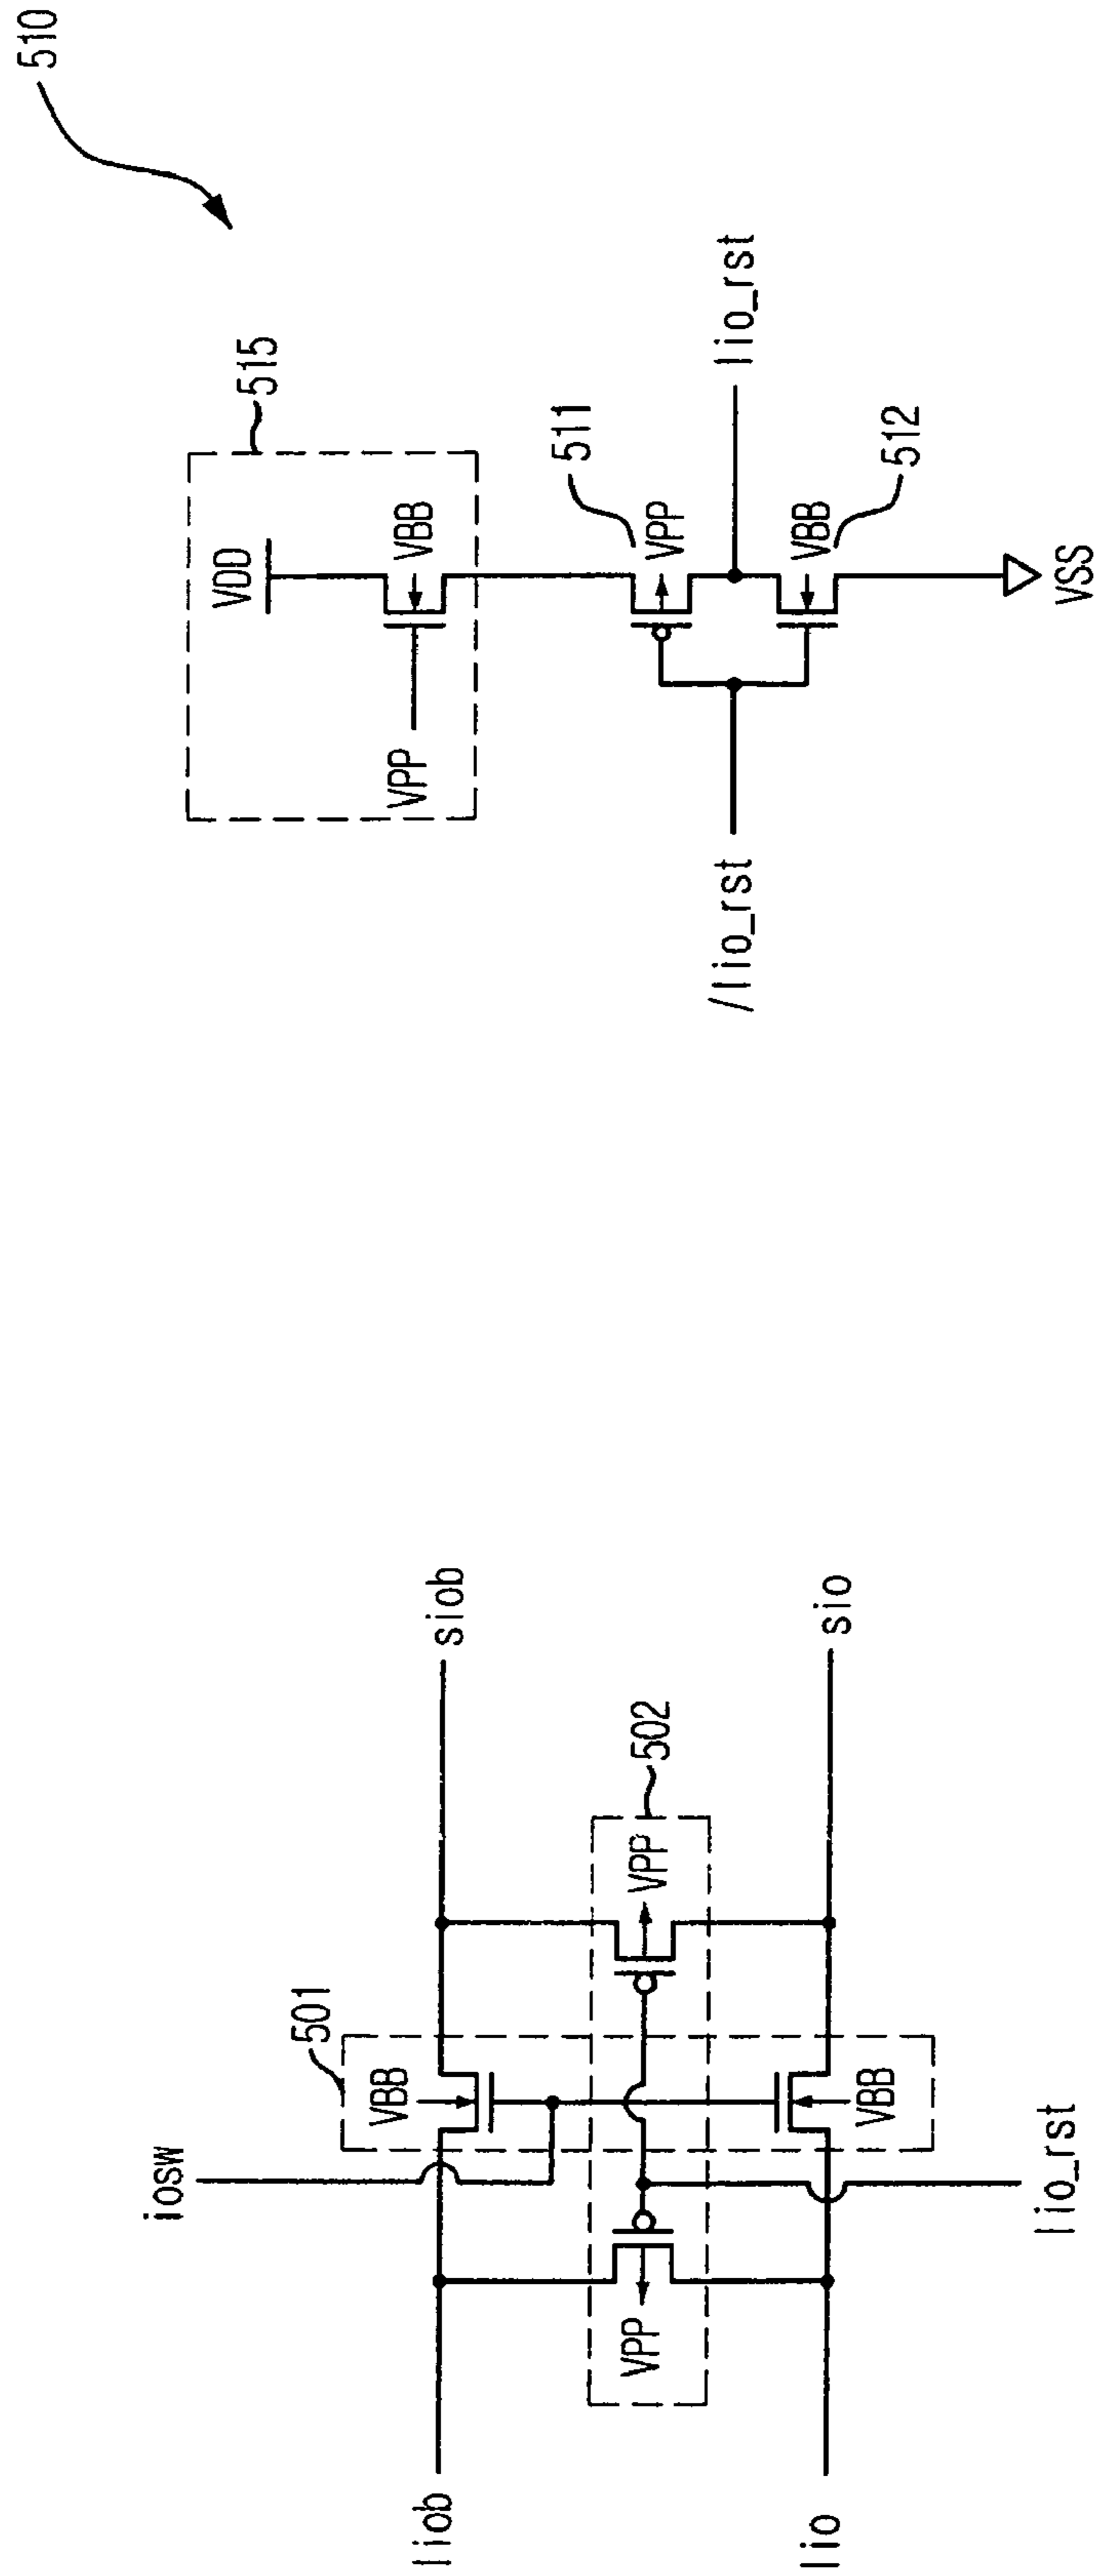 510
515
VDD
VBB
VPP
511
VPP
lio_rst
/lio_rst
VBB
512
VSS
iosw
501
VBB
siob
502
VPP
VPP
VBB
sio
liob
lio
lio_rst